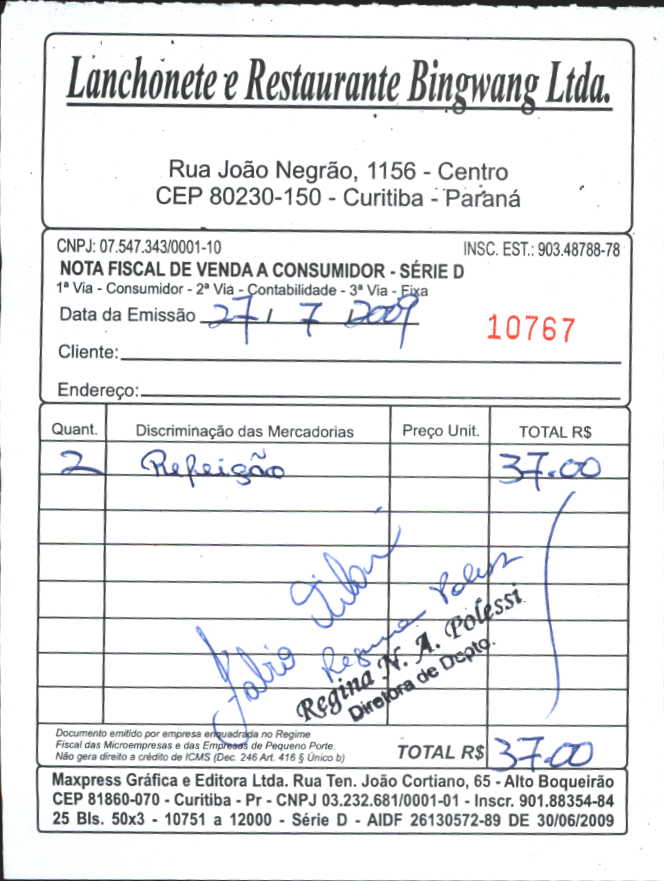 Lanchonete e Restaurante Bingwang Ltda.
Rua João Negrão, 1156 - Centro
CEP 80230-150 - Curitiba - Paraná
CNPJ: 07.547.343/0001-10 INSC. EST.: 903.48788-78
NOTA FISCAL DE VENDA A CONSUMIDOR - SÉRIE D
1ª Via - Consumidor - 2ª Via - Contabilidade - 3ª Via - Fixa
Data da Emissão 27 / 7 / 2009
10767
Cliente:
Endereço:
Quant. Discriminação das Mercadorias Preço Unit. TOTAL R$
2 Refeição 37.00
Fabio
Regina Polessi
Regina N. A. Polessi
Diretora de Depto.
Documento emitido por empresa enquadrada no Regime
Fiscal das Microempresas e das Empresas de Pequeno Porte.
Não gera direito a crédito de ICMS (Dec. 246 Art. 416 § Único b)
TOTAL R$ 37.00
Maxpress Gráfica e Editora Ltda. Rua Ten. João Cortiano, 65 - Alto Boqueirão
CEP 81860-070 - Curitiba - Pr - CNPJ 03.232.681/0001-01 - Inscr. 901.88354-84
25 Bls. 50x3 - 10751 a 12000 - Série D - AIDF 26130572-89 DE 30/06/2009